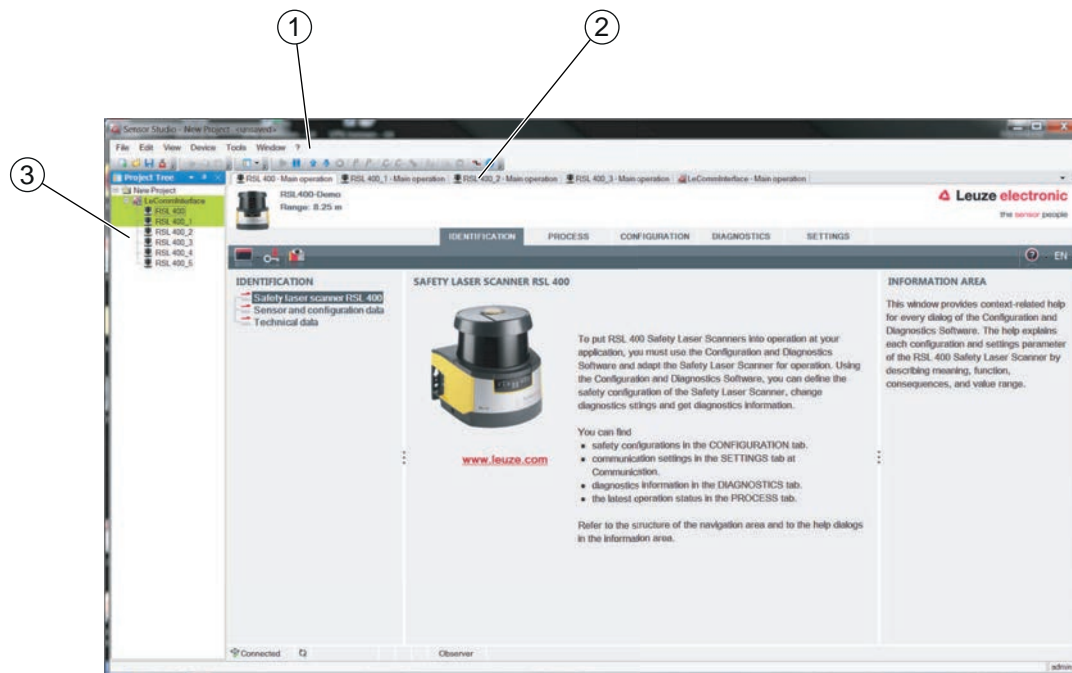 1
2
3
Sensor Studio - New Project <unsaved>
File Edit View Device Tools Window ?
Project Tree
New Project
LeCommInterface
RSL 400
RSL 400_1
RSL 400_2
RSL 400_3
RSL 400_4
RSL 400_5
RSL 400 - Main operation RSL 400_1 - Main operation RSL 400_2 - Main operation RSL 400_3 - Main operation LeCommInterface - Main operation
RSL400-Demo
Range: 8.25 m
Leuze electronic
the sensor people
IDENTIFICATION PROCESS CONFIGURATION DIAGNOSTICS SETTINGS
? EN
IDENTIFICATION
Safety laser scanner RSL 400
Sensor and configuration data
Technical data
SAFETY LASER SCANNER RSL 400
www.leuze.com
To put RSL 400 Safety Laser Scanners into operation at your
application, you must use the Configuration and Diagnostics
Software and adapt the Safety Laser Scanner for operation. Using
the Configuration and Diagnostics Software, you can define the
safety configuration of the Safety Laser Scanner, change
diagnostics sttings and get diagnostics information.
You can find
▪ safety configurations in the CONFIGURATION tab.
▪ communication settings in the SETTINGS tab at
Communication.
▪ diagnostics information in the DIAGNOSTICS tab.
▪ the latest operation status in the PROCESS tab.
Refer to the structure of the navigation area and to the help dialogs
in the information area.
INFORMATION AREA
This window provides context-related help
for every dialog of the Configuration and
Diagnostics Software. The help explains
each configuration and settings parameter
of the RSL 400 Safety Laser Scanner by
describing meaning, function,
consequences, and value range.
Connected Observer
admin